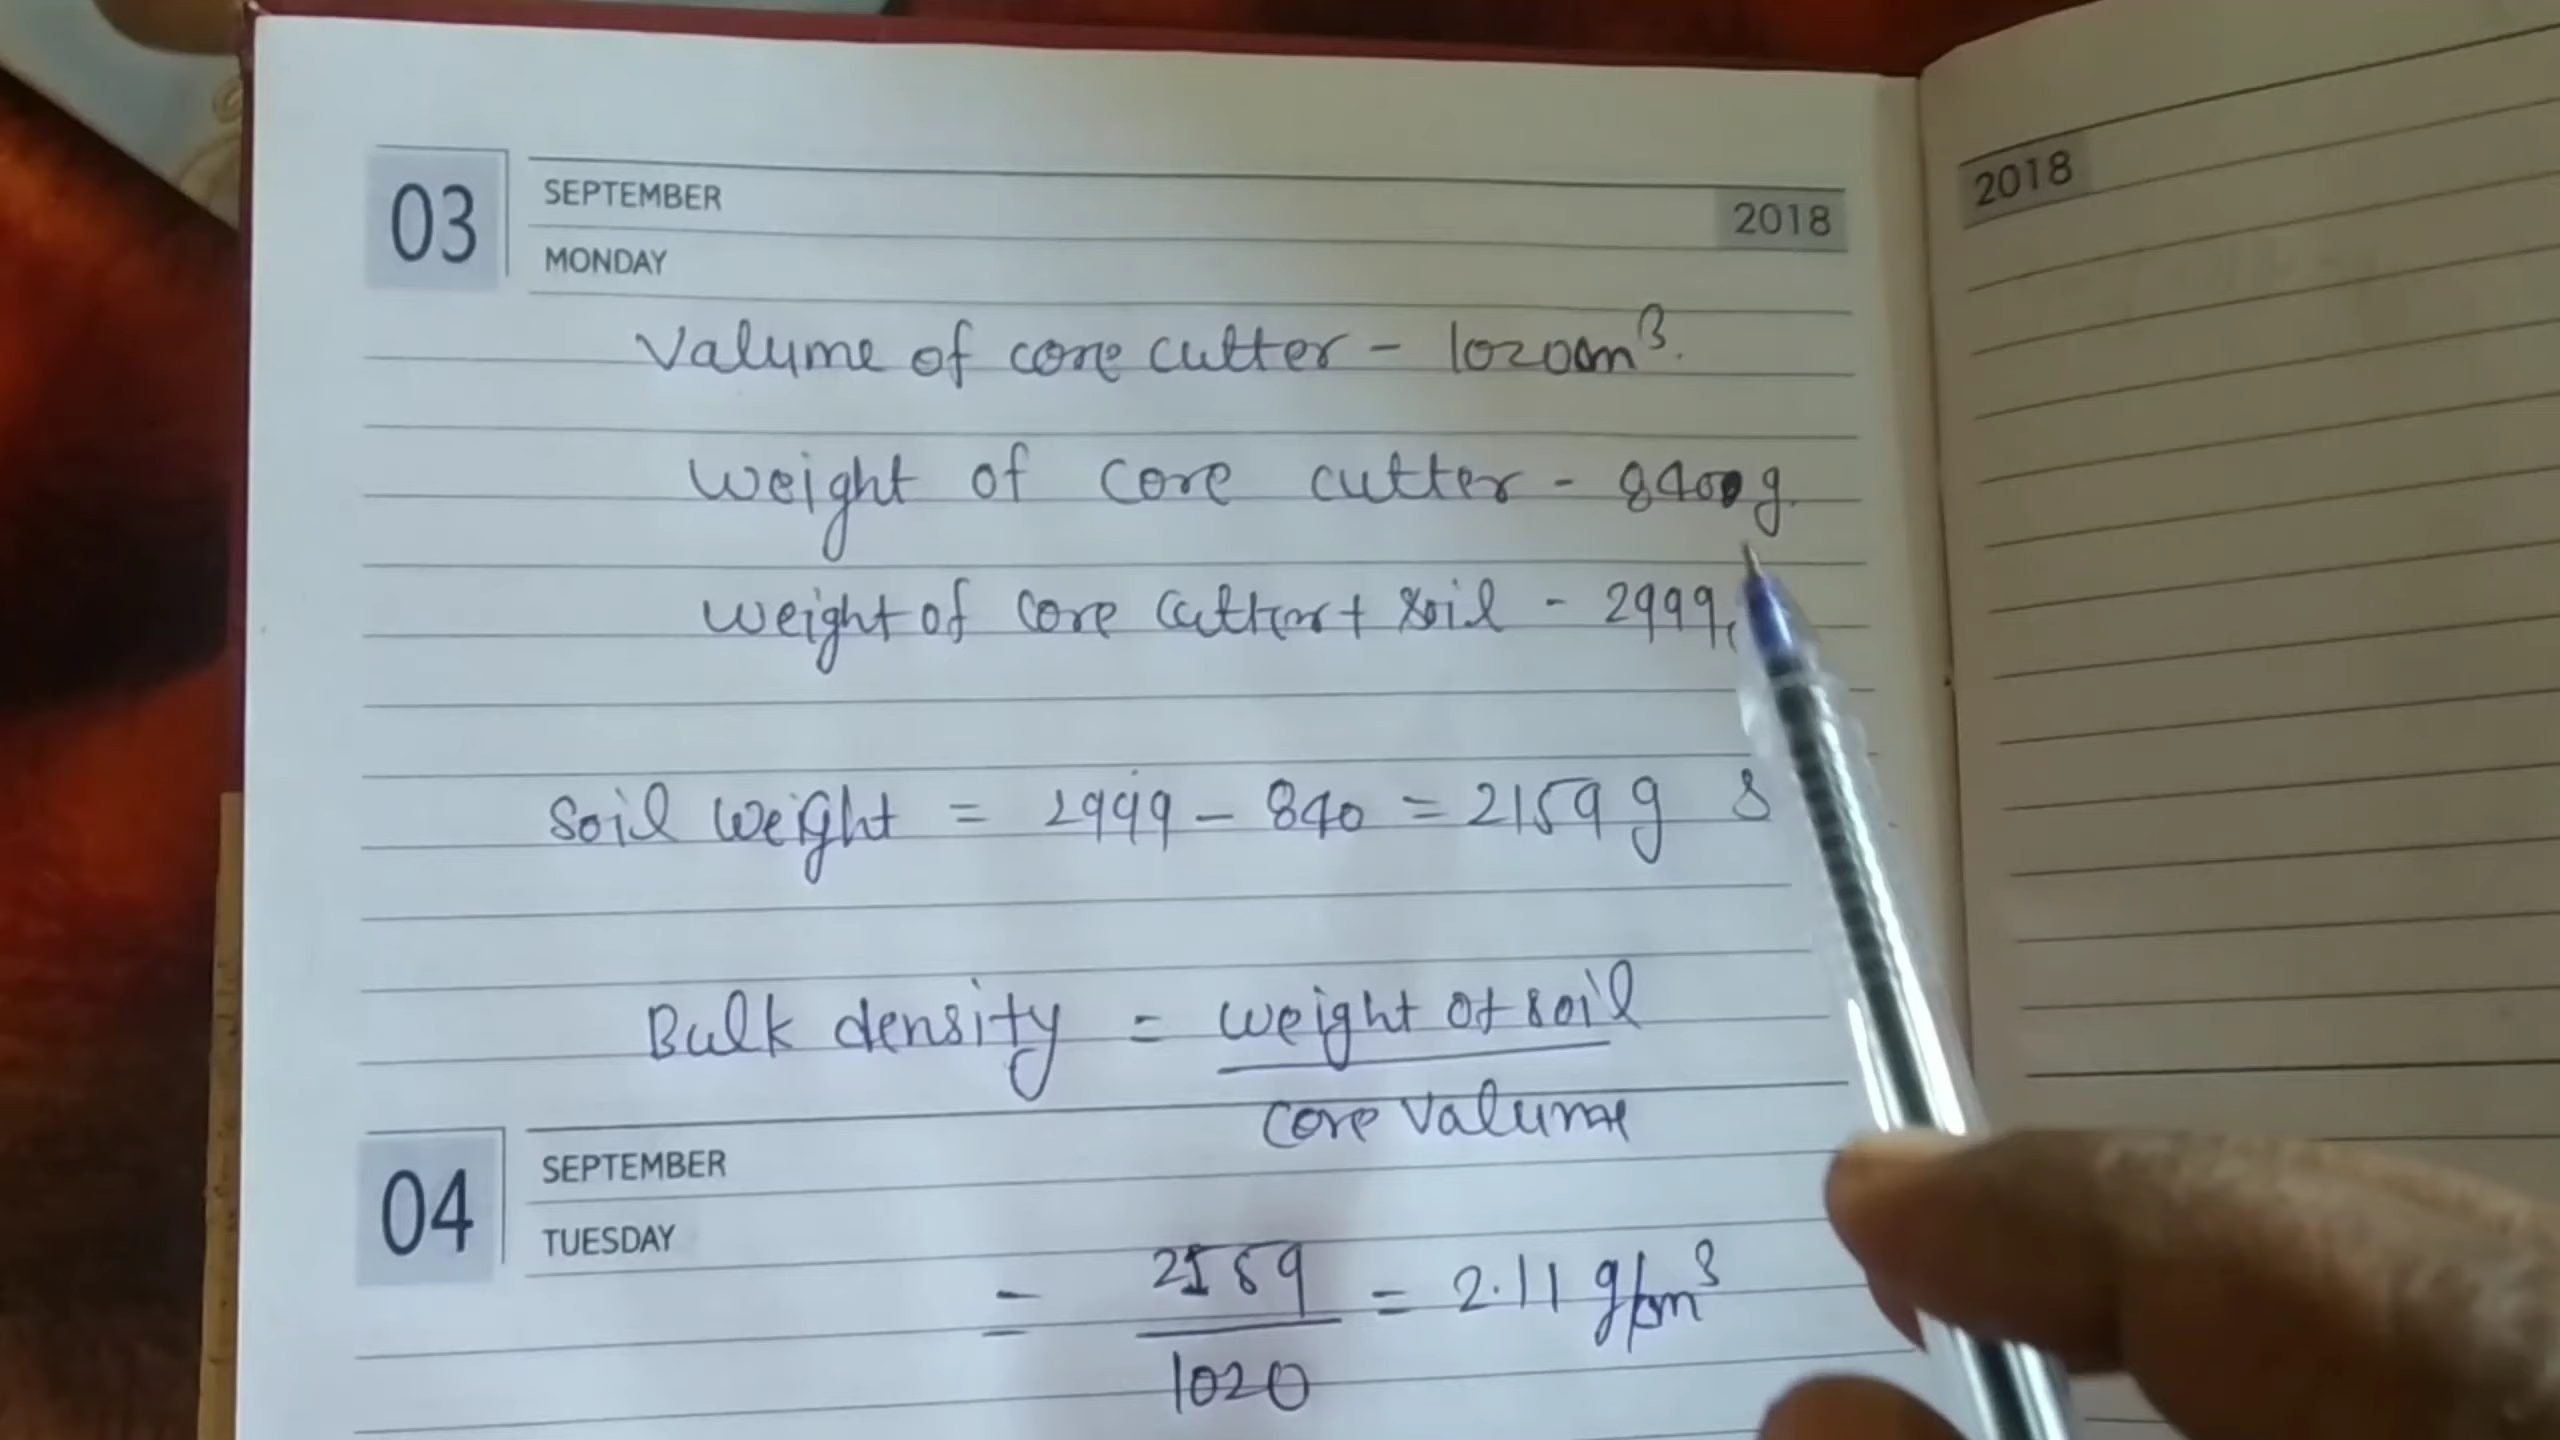 03
SEPTEMBER
2018
MONDAY
Valume of core cutter - 1020cm³.
Weight of core cutter - 840 g.
Weight of core cutter + soil - 2999
Soil weight = 2999 - 840 = 2159 g
Bulk density = Weight of soil
core valume
04
SEPTEMBER
TUESDAY
= 2159 = 2.11 g/cm³
1020
2018